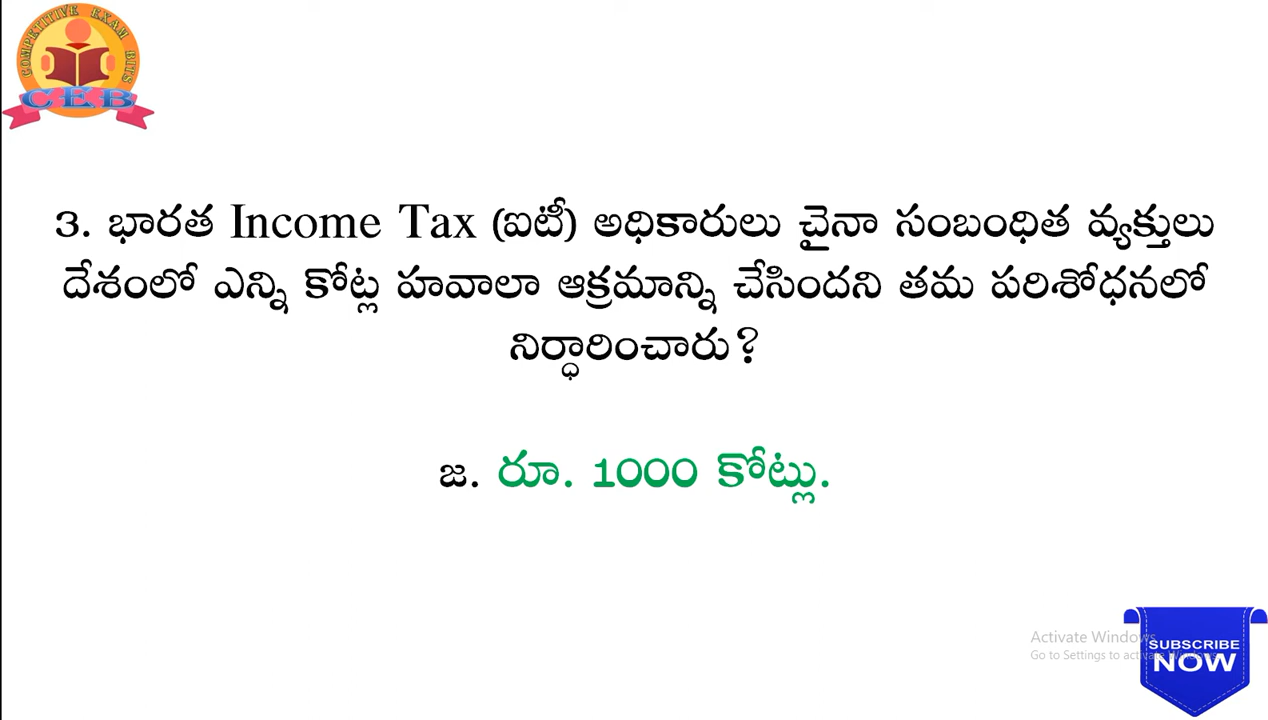 COMPETITIVE EXAM BITS
CEB
3. భారత Income Tax (ఐటీ) అధికారులు చైనా సంబంధిత వ్యక్తులు
దేశంలో ఎన్ని కోట్ల హవాలా ఆక్రమాన్ని చేసిందని తమ పరిశోధనలో
నిర్ధారించారు?
జ. రూ. 1000 కోట్లు.
Activate Windows
Go to Settings to activate Windows.
SUBSCRIBE
NOW